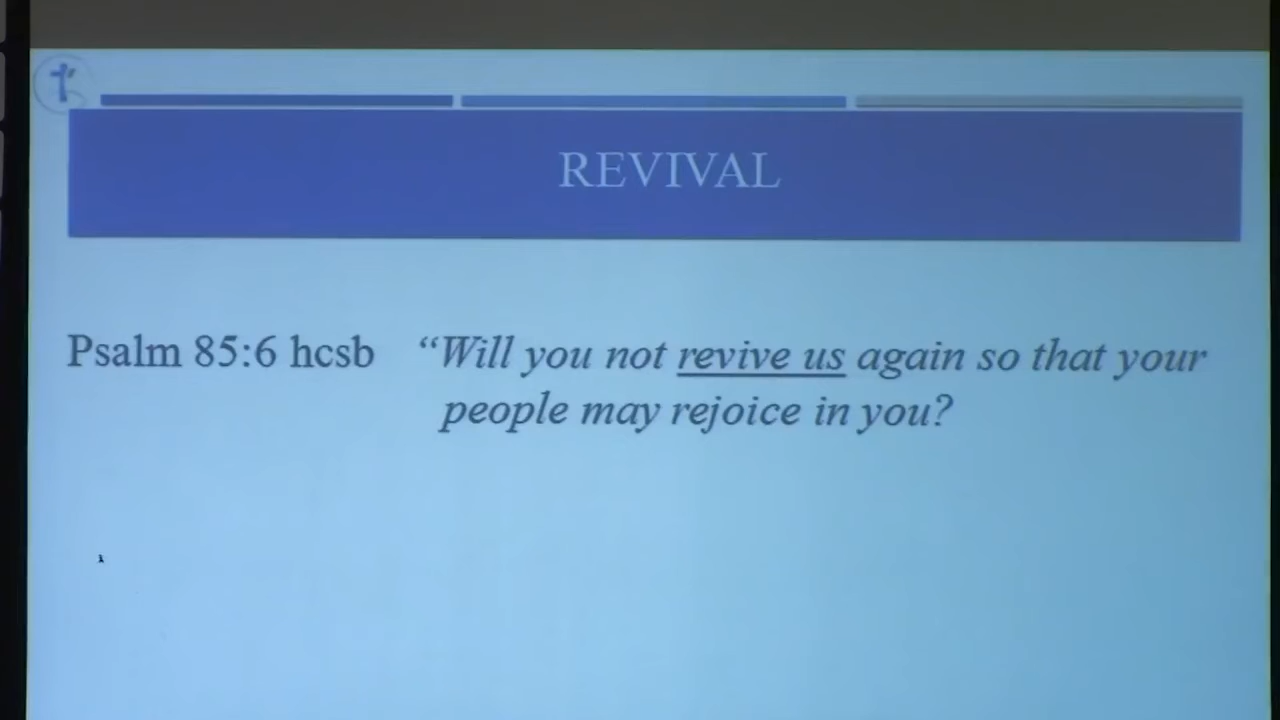 REVIVAL
Psalm 85:6 hcsb “Will you not revive us again so that your
people may rejoice in you?